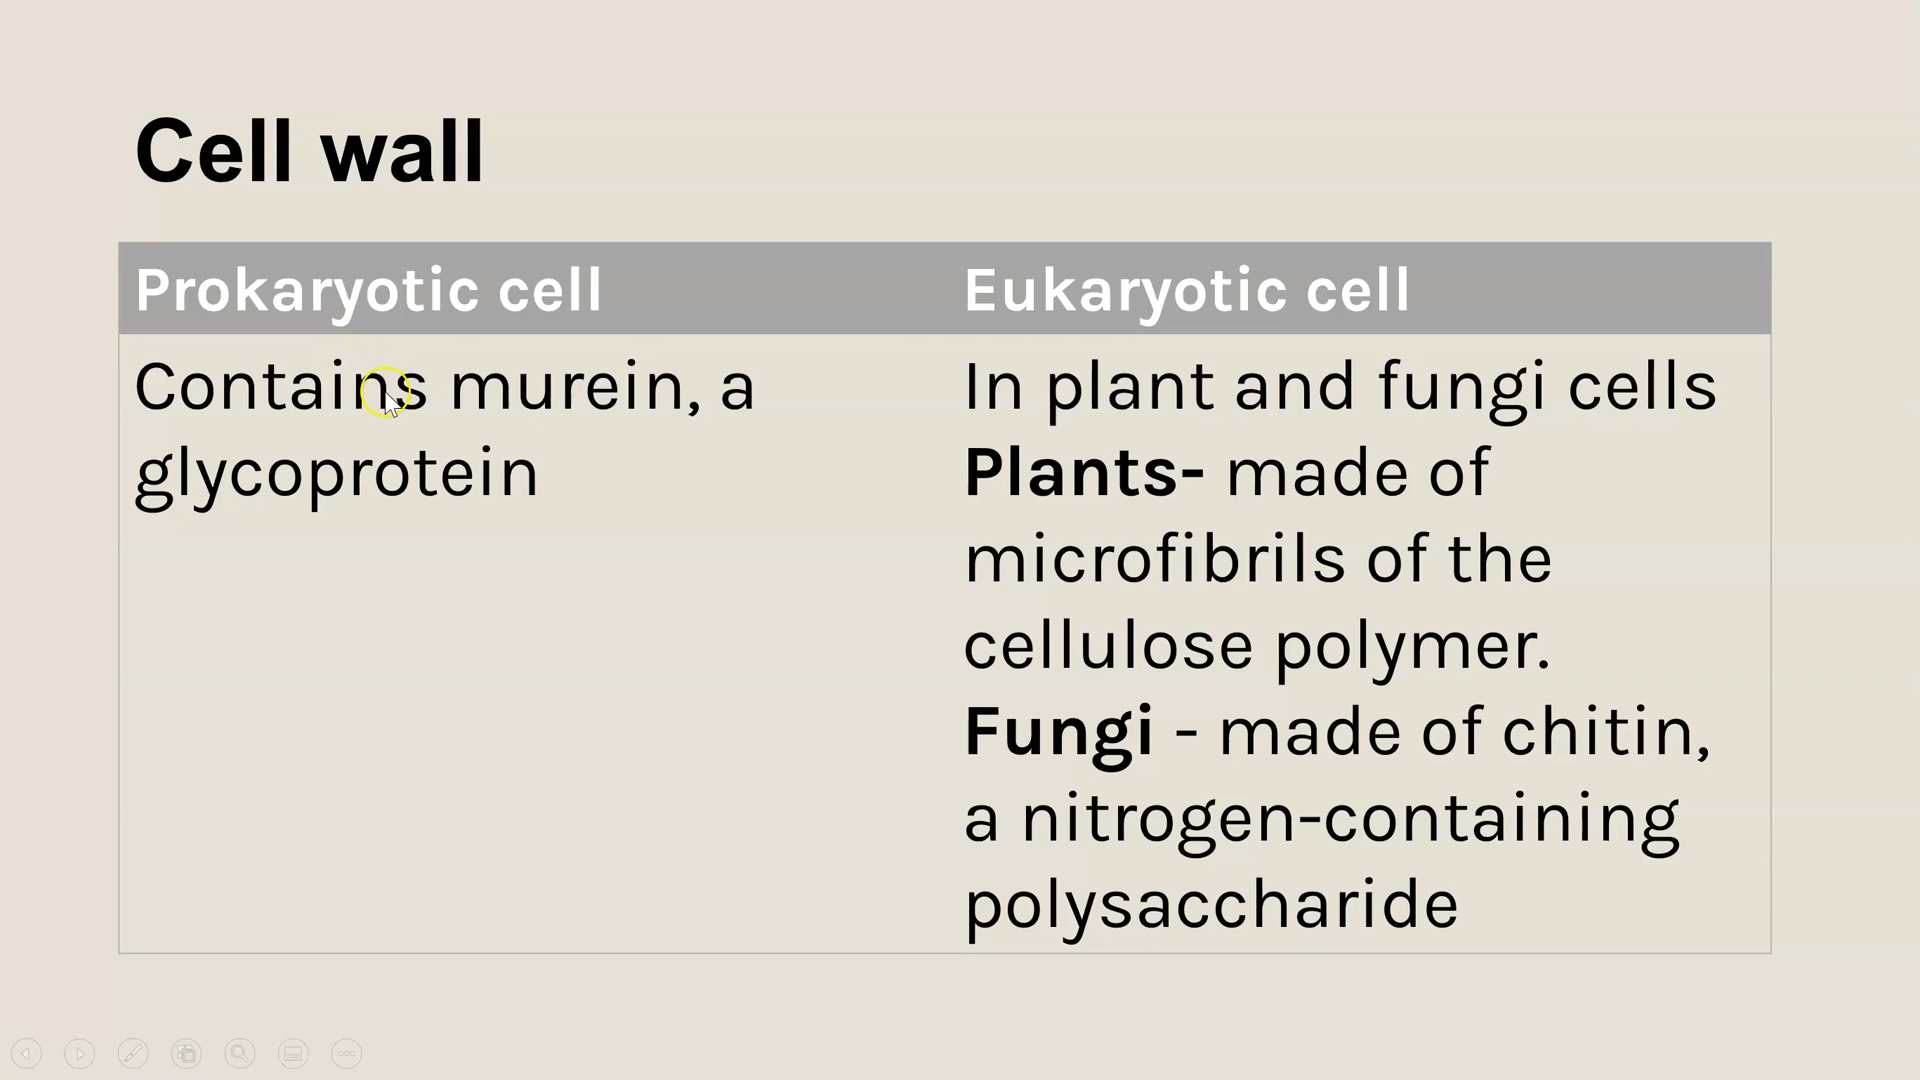 Cell wall
Prokaryotic cell
Eukaryotic cell
Contains murein, a
glycoprotein
In plant and fungi cells
Plants- made of
microfibrils of the
cellulose polymer.
Fungi - made of chitin,
a nitrogen-containing
polysaccharide